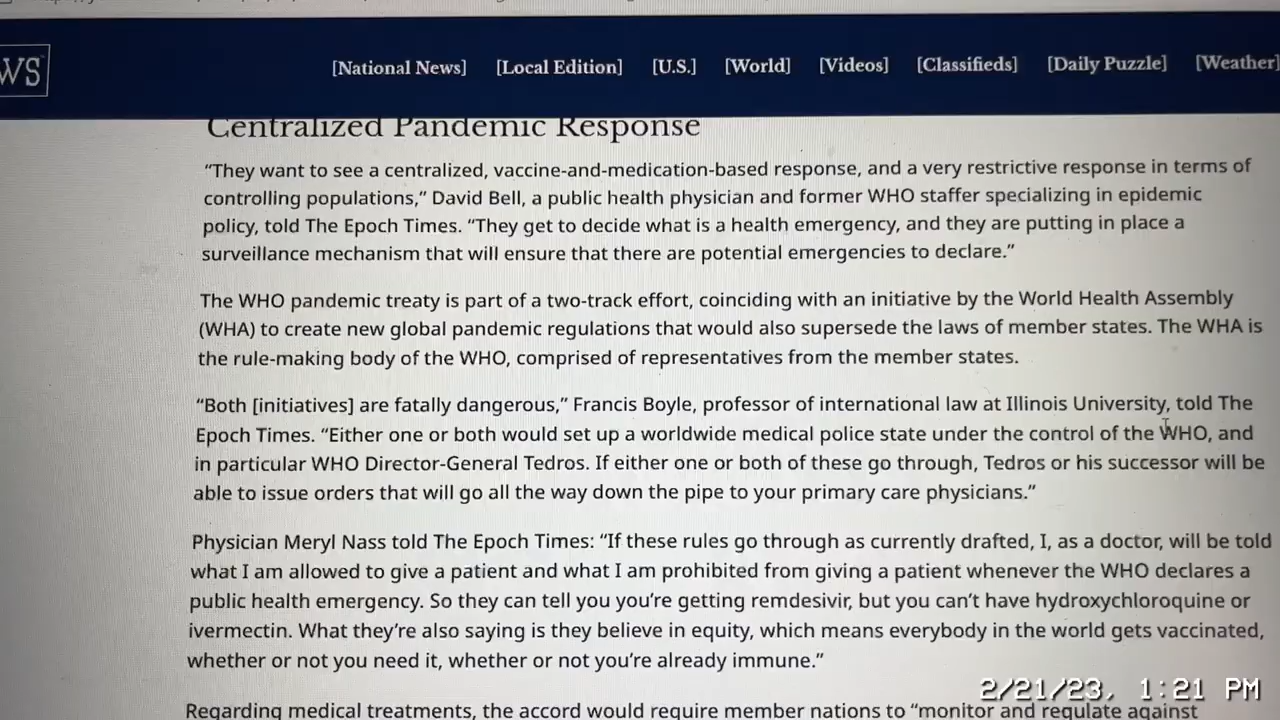 WS
[National News] [Local Edition] [U.S.] [World] [Videos] [Classifieds] [Daily Puzzle] [Weather]
Centralized Pandemic Response
“They want to see a centralized, vaccine-and-medication-based response, and a very restrictive response in terms of
controlling populations,” David Bell, a public health physician and former WHO staffer specializing in epidemic
policy, told The Epoch Times. “They get to decide what is a health emergency, and they are putting in place a
surveillance mechanism that will ensure that there are potential emergencies to declare.”
The WHO pandemic treaty is part of a two-track effort, coinciding with an initiative by the World Health Assembly
(WHA) to create new global pandemic regulations that would also supersede the laws of member states. The WHA is
the rule-making body of the WHO, comprised of representatives from the member states.
“Both [initiatives] are fatally dangerous,” Francis Boyle, professor of international law at Illinois University, told The
Epoch Times. “Either one or both would set up a worldwide medical police state under the control of the WHO, and
in particular WHO Director-General Tedros. If either one or both of these go through, Tedros or his successor will be
able to issue orders that will go all the way down the pipe to your primary care physicians.”
Physician Meryl Nass told The Epoch Times: “If these rules go through as currently drafted, I, as a doctor, will be told
what I am allowed to give a patient and what I am prohibited from giving a patient whenever the WHO declares a
public health emergency. So they can tell you you’re getting remdesivir, but you can’t have hydroxychloroquine or
ivermectin. What they’re also saying is they believe in equity, which means everybody in the world gets vaccinated,
whether or not you need it, whether or not you’re already immune.”
Regarding medical treatments, the accord would require member nations to “monitor and regulate against
2/21/23, 1:21 PM